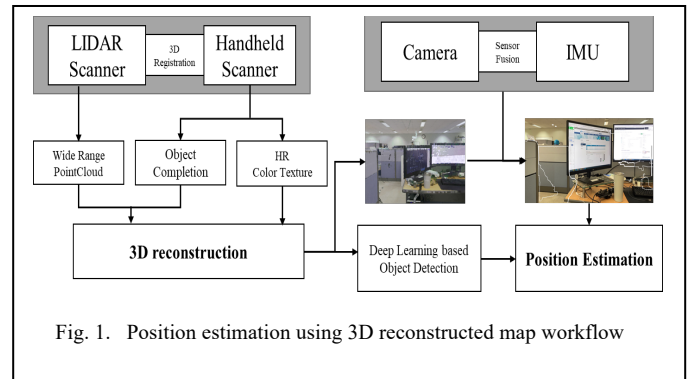 LIDAR
Scanner
3D
Registration
Handheld
Scanner
Camera
Sensor
Fusion
IMU
Wide Range
PointCloud
Object
Completion
HR
Color Texture
3D reconstruction
Deep Learning based
Object Detection
Position Estimation
Fig. 1. Position estimation using 3D reconstructed map workflow